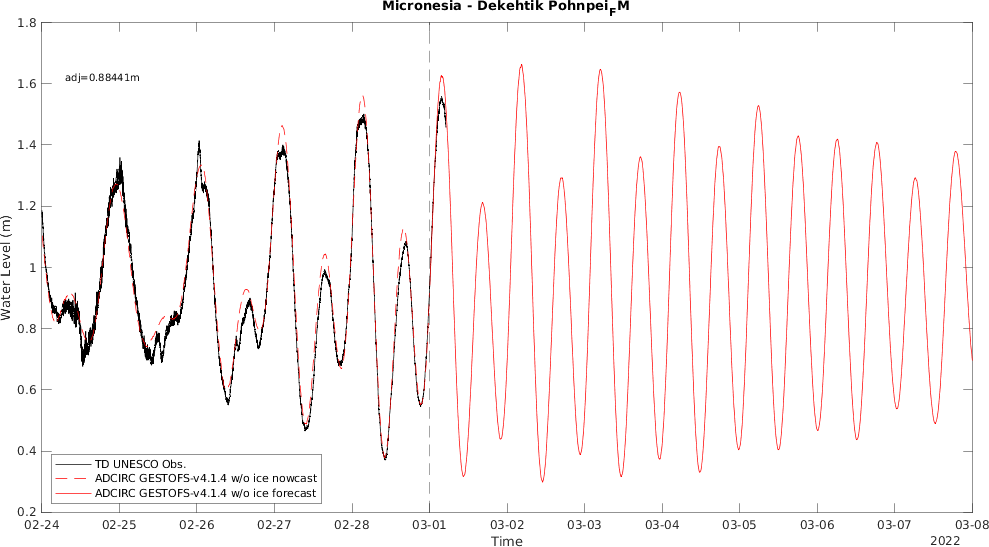 Micronesia - Dekehtik Pohnpei_FM
1.8
1.6
1.4
1.2
1
0.8
0.6
0.4
0.2
Water Level (m)
adj=0.88441m
TD UNESCO Obs.
ADCIRC GESTOFS-v4.1.4 w/o ice nowcast
ADCIRC GESTOFS-v4.1.4 w/o ice forecast
02-24 02-25 02-26 02-27 02-28 03-01 03-02 03-03 03-04 03-05 03-06 03-07 03-08
Time
2022